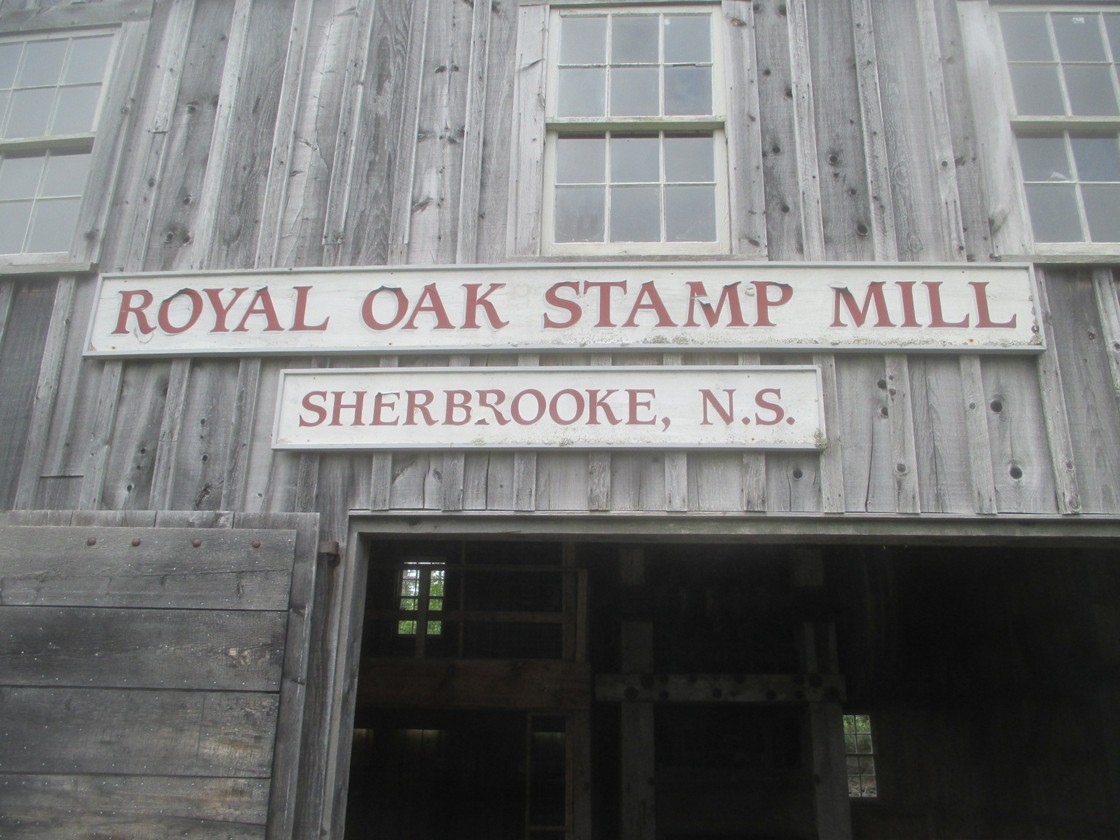 ROYAL OAK STAMP MILL
SHERBROOKE, N.S.